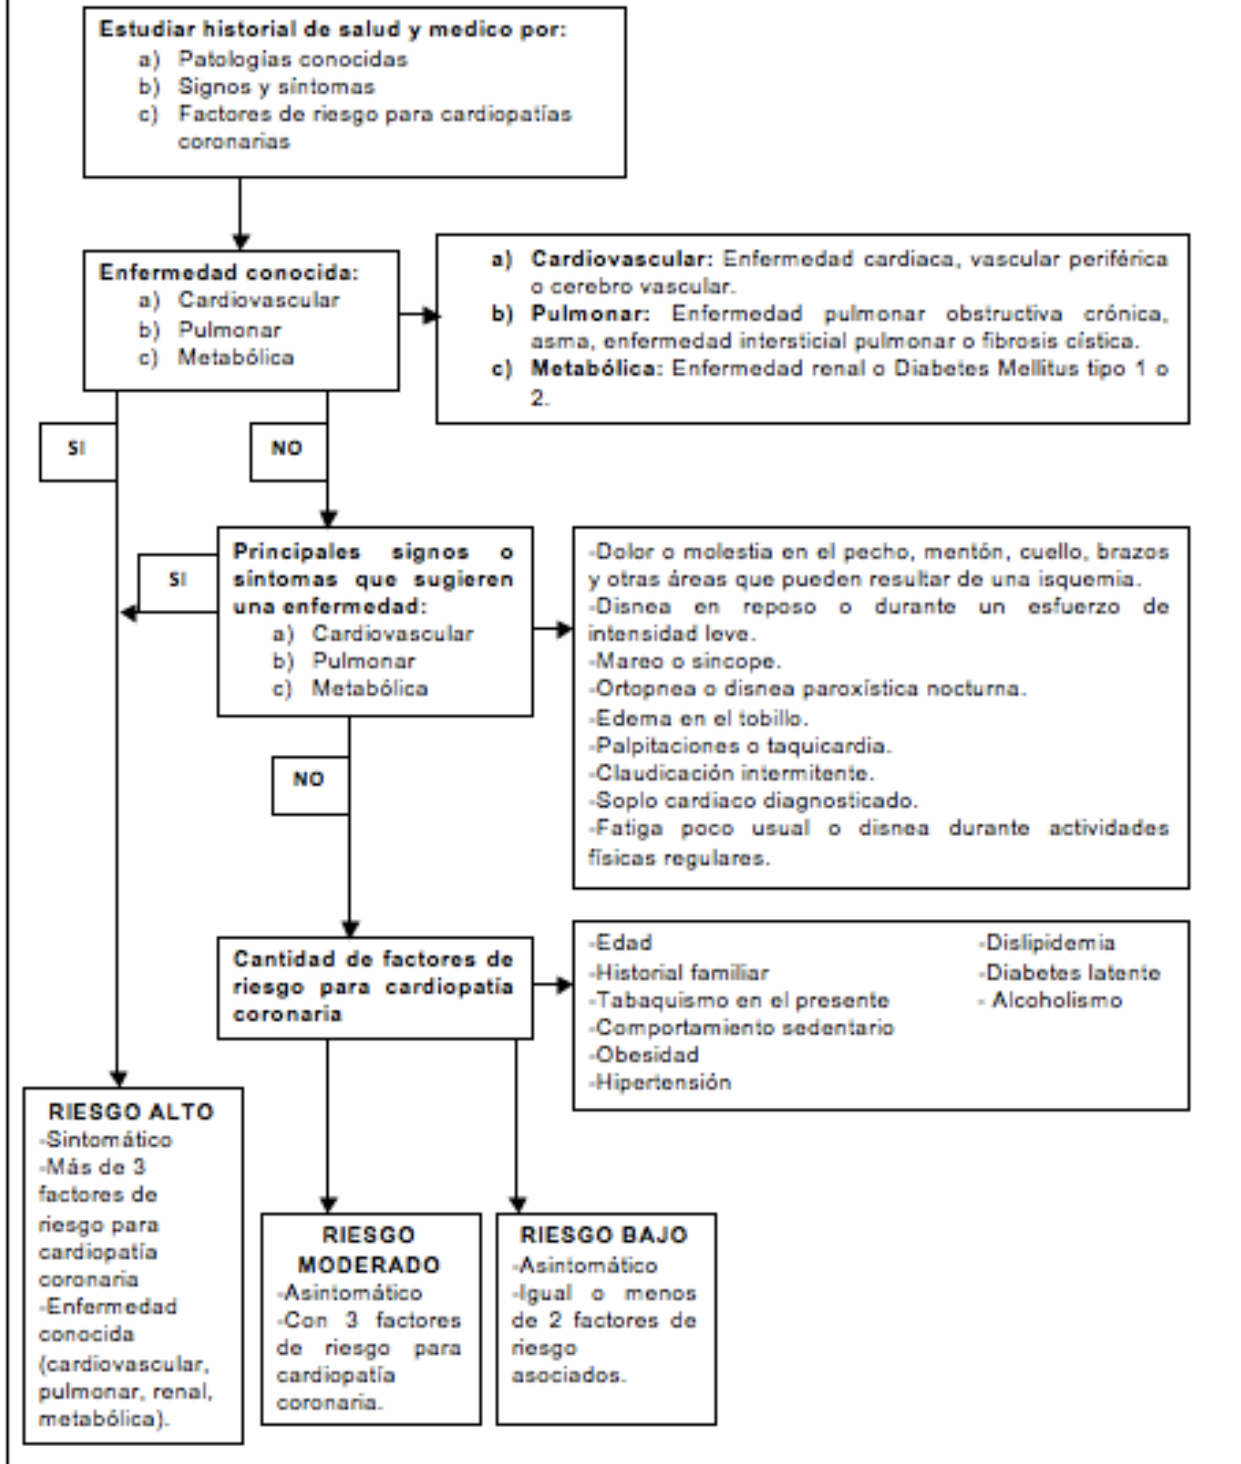 Estudiar historial de salud y medico por:
a) Patologías conocidas
b) Signos y síntomas
c) Factores de riesgo para cardiopatías
coronarias
Enfermedad conocida:
a) Cardiovascular
b) Pulmonar
c) Metabólica
a) Cardiovascular: Enfermedad cardiaca, vascular periférica
o cerebro vascular.
b) Pulmonar: Enfermedad pulmonar obstructiva crónica,
asma, enfermedad intersticial pulmonar o fibrosis cística.
c) Metabólica: Enfermedad renal o Diabetes Mellitus tipo 1 o
2.
SI
NO
Principales signos o
síntomas que sugieren
una enfermedad:
a) Cardiovascular
b) Pulmonar
c) Metabólica
SI
-Dolor o molestia en el pecho, mentón, cuello, brazos
y otras áreas que pueden resultar de una isquemia.
-Disnea en reposo o durante un esfuerzo de
intensidad leve.
-Mareo o sincope.
-Ortopnea o disnea paroxística nocturna.
-Edema en el tobillo.
-Palpitaciones o taquicardia.
-Claudicación intermitente.
-Soplo cardiaco diagnosticado.
-Fatiga poco usual o disnea durante actividades
físicas regulares.
NO
Cantidad de factores de
riesgo para cardiopatía
coronaria
-Edad
-Historial familiar
-Tabaquismo en el presente
-Comportamiento sedentario
-Obesidad
-Hipertensión
-Dislipidemia
-Diabetes latente
- Alcoholismo
RIESGO ALTO
-Sintomático
-Más de 3
factores de
riesgo para
cardiopatía
coronaria
-Enfermedad
conocida
(cardiovascular,
pulmonar, renal,
metabólica).
RIESGO
MODERADO
-Asintomático
-Con 3 factores
de riesgo para
cardiopatía
coronaria.
RIESGO BAJO
-Asintomático
-Igual o menos
de 2 factores de
riesgo
asociados.